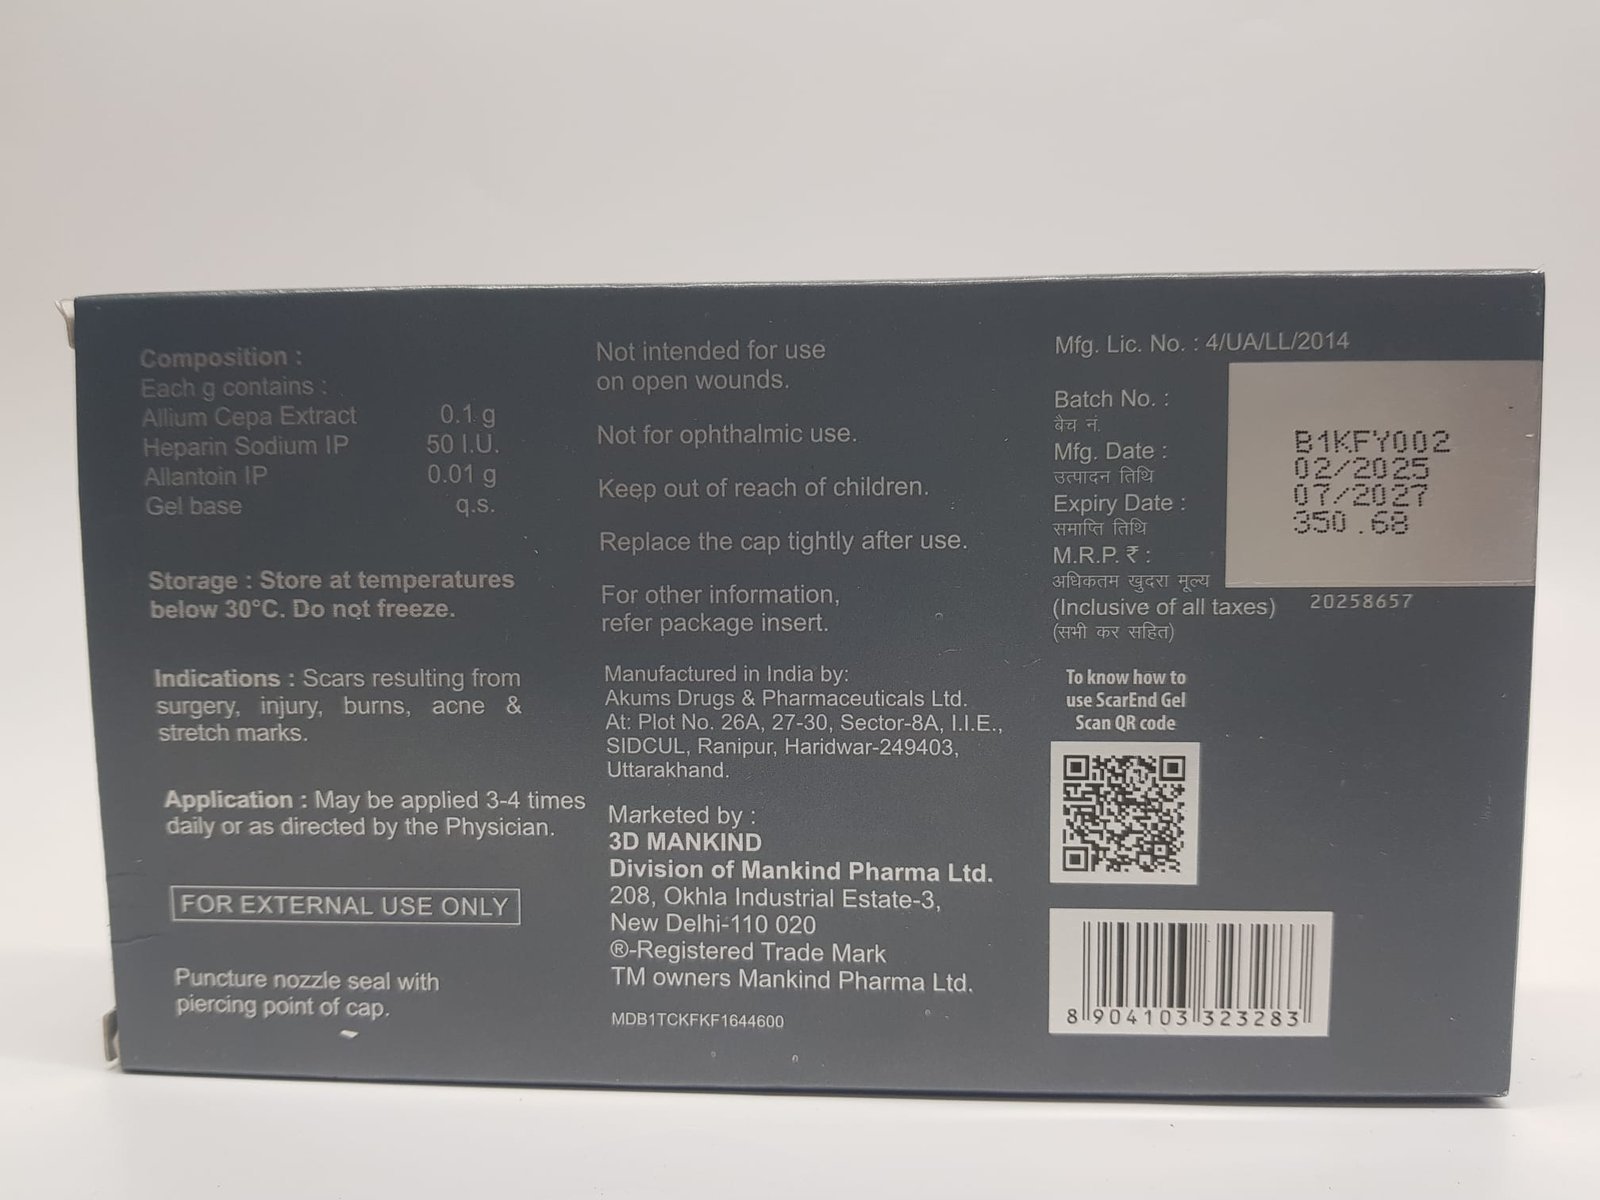 Composition :
Each g contains :
Allium Cepa Extract 0.1 g
Heparin Sodium IP 50 I.U.
Allantoin IP 0.01 g
Gel base q.s.
Storage : Store at temperatures
below 30°C. Do not freeze.
Indications : Scars resulting from
surgery, injury, burns, acne &
stretch marks.
Application : May be applied 3-4 times
daily or as directed by the Physician.
FOR EXTERNAL USE ONLY
Puncture nozzle seal with
piercing point of cap.
Not intended for use
on open wounds.
Not for ophthalmic use.
Keep out of reach of children.
Replace the cap tightly after use.
For other information,
refer package insert.
Manufactured in India by:
Akums Drugs & Pharmaceuticals Ltd.
At: Plot No. 26A, 27-30, Sector-8A, I.I.E.,
SIDCUL, Ranipur, Haridwar-249403,
Uttarakhand.
Marketed by :
3D MANKIND
Division of Mankind Pharma Ltd.
208, Okhla Industrial Estate-3,
New Delhi-110 020
®-Registered Trade Mark
TM owners Mankind Pharma Ltd.
MDB1TCKFKF1644600
Mfg. Lic. No. : 4/UA/LL/2014
Batch No. :
बैच नं.
Mfg. Date :
उत्पादन तिथि
Expiry Date :
समाप्ति तिथि
M.R.P. ₹ :
अधिकतम खुदरा मूल्य
(Inclusive of all taxes)
(सभी कर सहित)
B1KFY002
02/2025
07/2027
350.68
20258657
To know how to
use ScarEnd Gel
Scan QR code
8 904103 323283